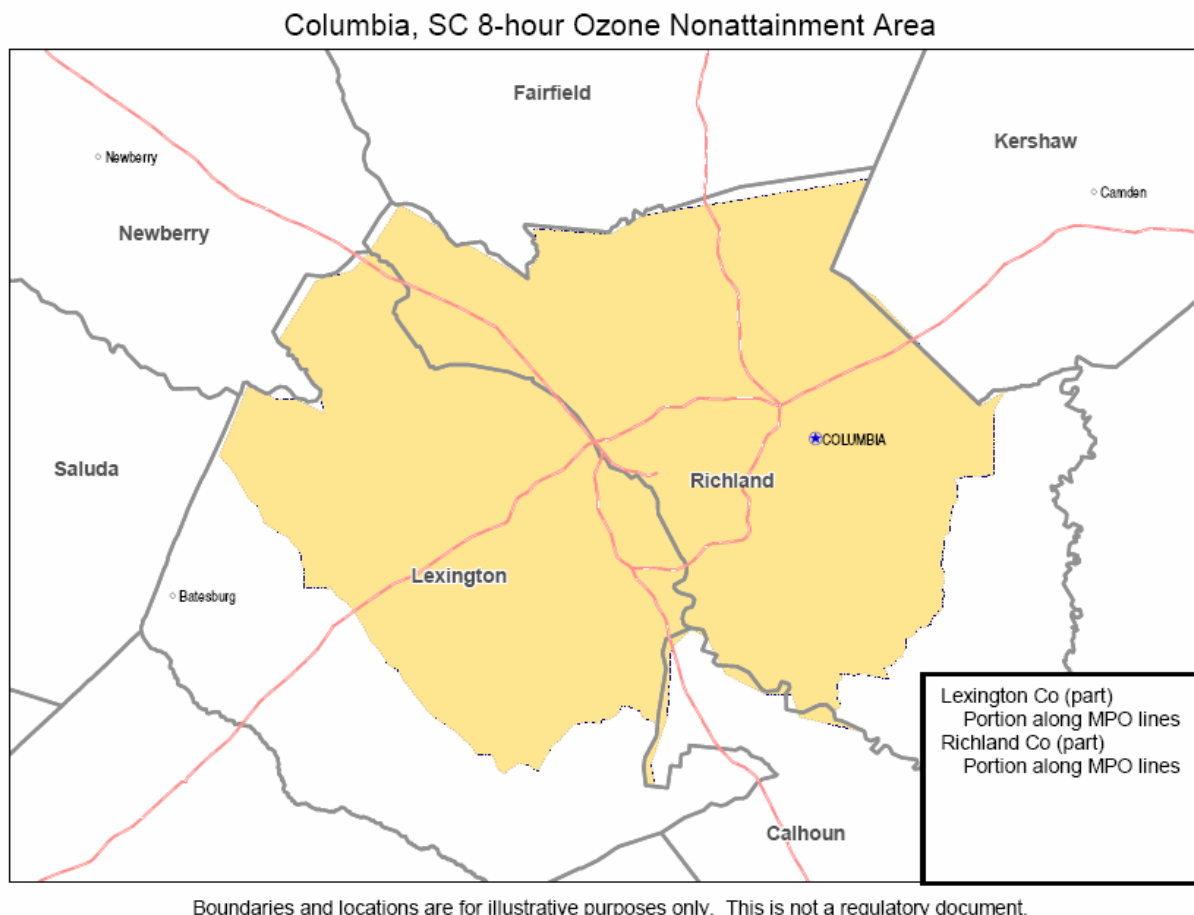 Columbia, SC 8-hour Ozone Nonattainment Area
Fairfield
Kershaw
Newberry
Camden
Newberry
COLUMBIA
Saluda
Richland
Lexington
Batesburg
Lexington Co (part)
Portion along MPO lines
Richland Co (part)
Portion along MPO lines
Calhoun
Boundaries and locations are for illustrative purposes only. This is not a regulatory document.